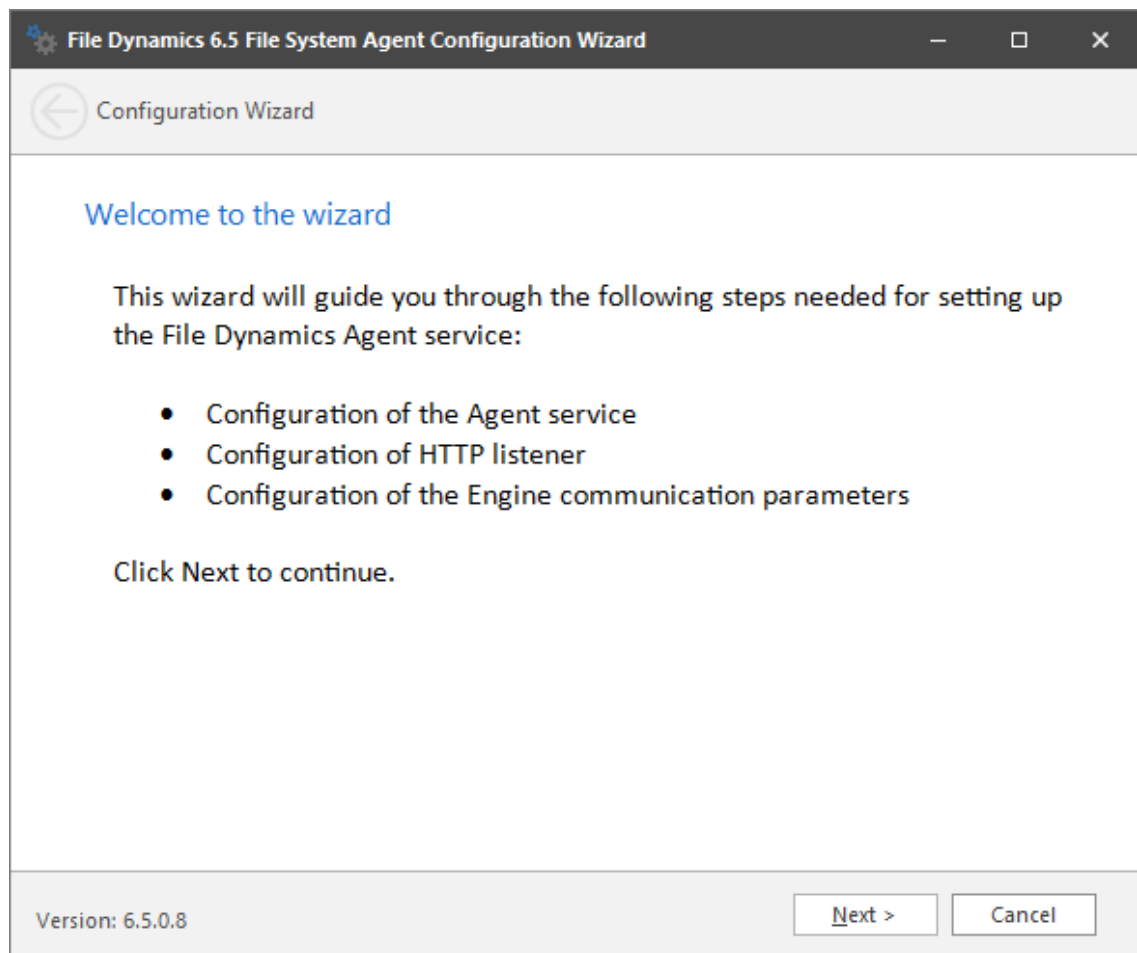 File Dynamics 6.5 File System Agent Configuration Wizard
Configuration Wizard
Welcome to the wizard
This wizard will guide you through the following steps needed for setting up
the File Dynamics Agent service:
• Configuration of the Agent service
• Configuration of HTTP listener
• Configuration of the Engine communication parameters
Click Next to continue.
Version: 6.5.0.8
Next >
Cancel